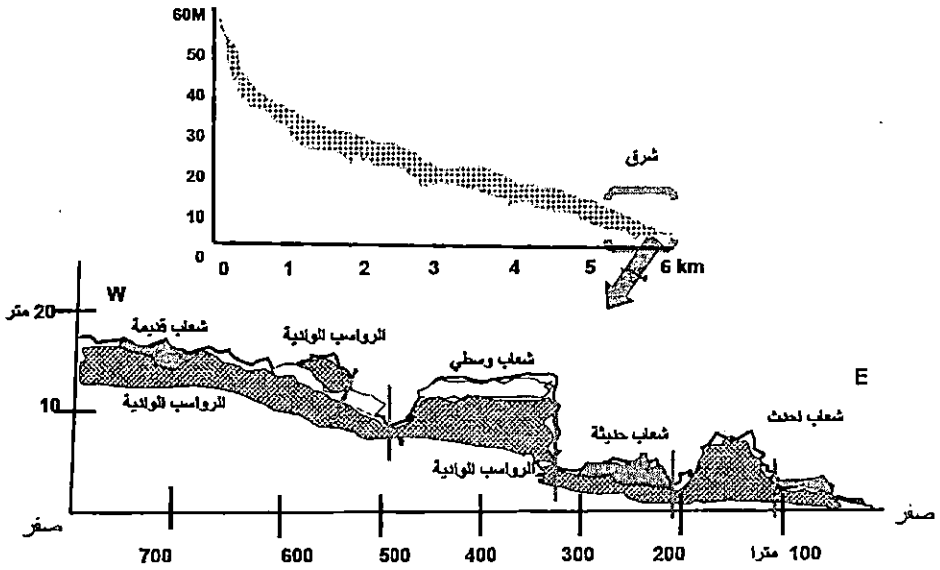 60M
50
40
30
20
10
0
شرق
0 1 2 3 4 5 6 km
W
20 متر
شعاب قديمة
الرواسب الوادية
شعاب وسطي
E
10
الرواسب الوادية
شعاب حديثة
شعاب احدث
الرواسب الوادية
صفر
صفر
700 600 500 400 300 200 100 مترا